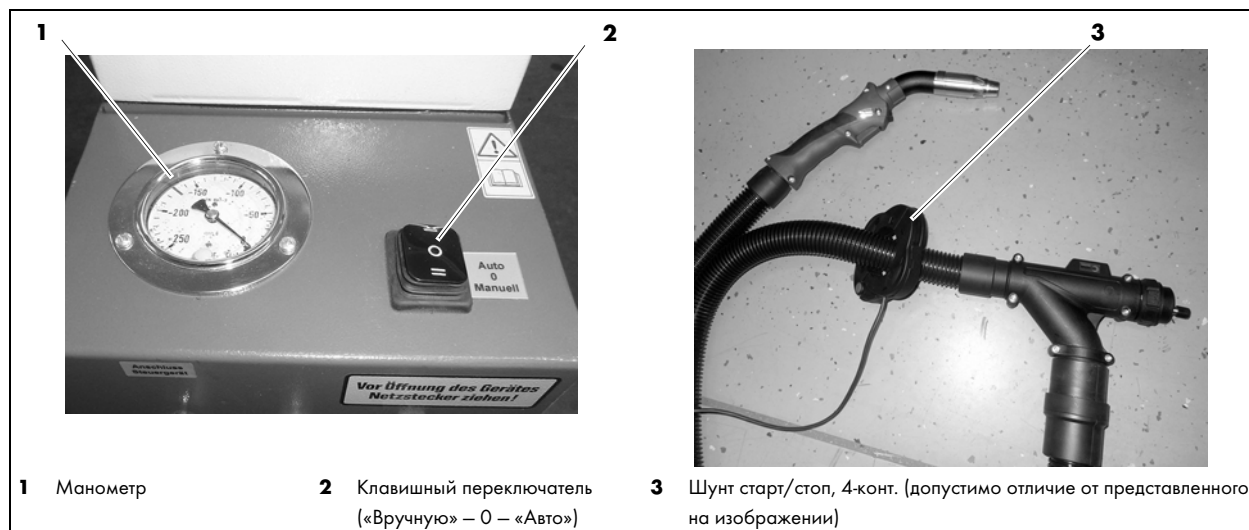 1
2
3
-150
-100
-200
-50
-250
Auto
0
Manuell
Anschluss
Steuergerät
Vor Öffnung des Gerätes
Netzstecker ziehen!
1 Манометр
2 Клавишный переключатель
(«Вручную» – 0 – «Авто»)
3 Шунт старт/стоп, 4-конт. (допустимо отличие от представленного
на изображении)